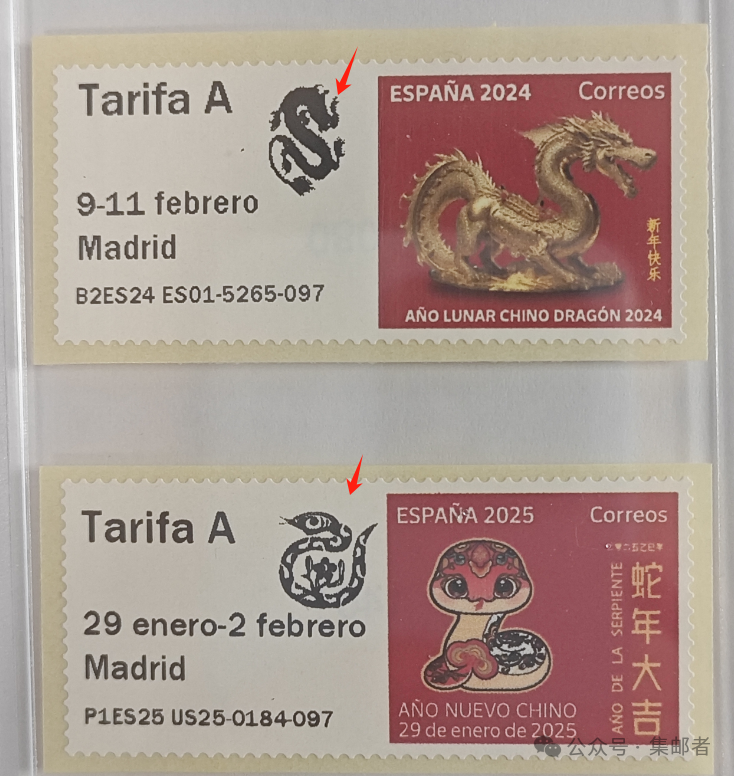 Tarifa A
9-11 febrero
Madrid
B2ES24 ES01-5265-097
ESPAÑA 2024
Correos
新年快乐
AÑO LUNAR CHINO DRAGÓN 2024
Tarifa A
29 enero-2 febrero
Madrid
P1ES25 US25-0184-097
ESPAÑA 2025
Correos
AÑO DE LA SERPIENTE
蛇年大吉
AÑO NUEVO CHINO
29 de enero de 2025
公众号·集邮者